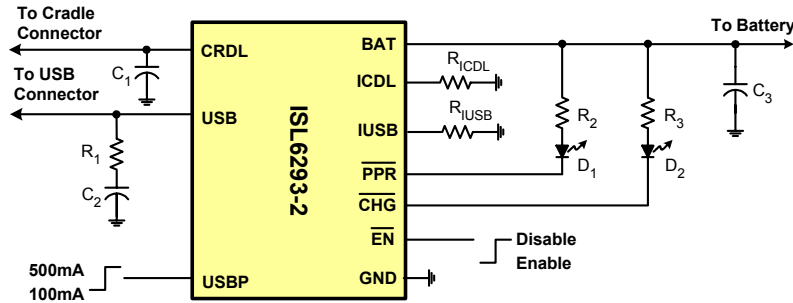 To Cradle
Connector
CRDL
C1
To USB
Connector
USB
R1
C2
500mA
100mA
USBP
ISL6293-2
BAT
To Battery
ICDL
RICDL
IUSB
RIUSB
R2
R3
C3
D1
D2
PPR
CHG
EN
Disable
Enable
GND